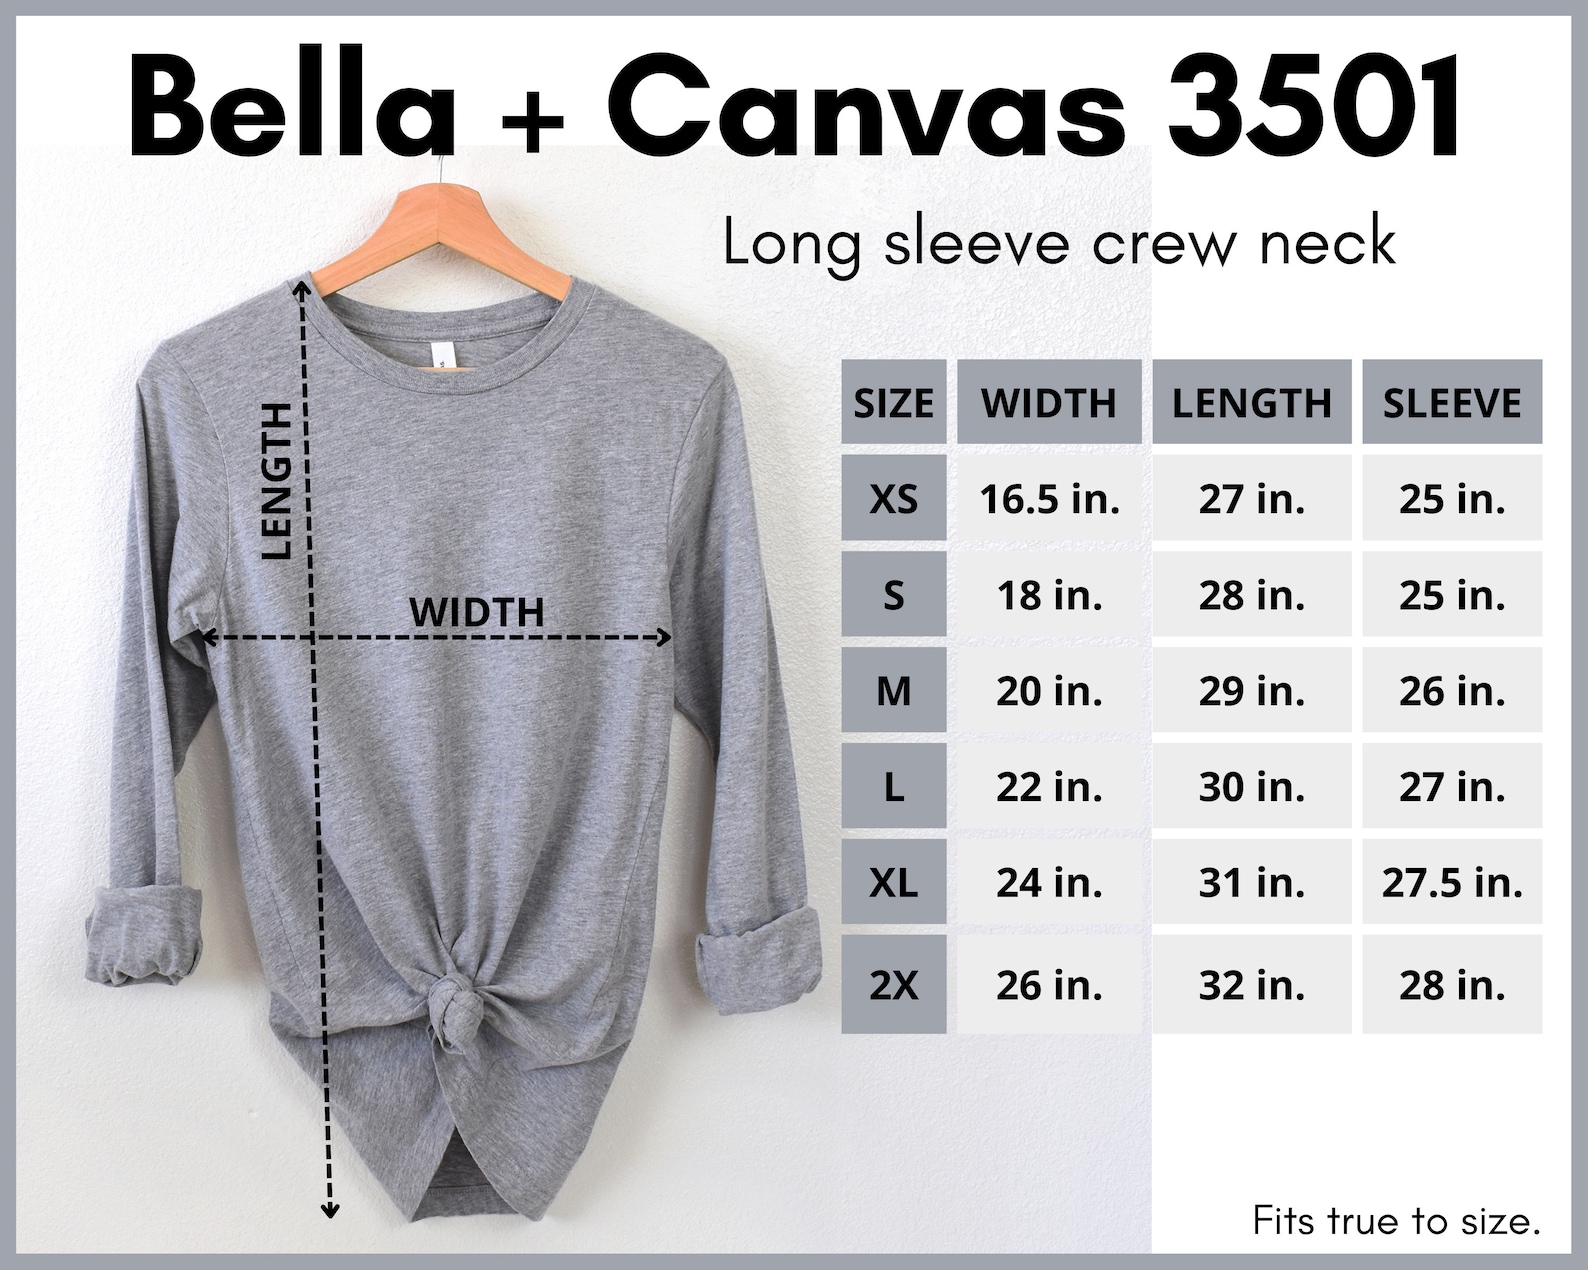 Bella + Canvas 3501
Long sleeve crew neck
LENGTH
WIDTH
SIZE WIDTH LENGTH SLEEVE
XS 16.5 in. 27 in. 25 in.
S 18 in. 28 in. 25 in.
M 20 in. 29 in. 26 in.
L 22 in. 30 in. 27 in.
XL 24 in. 31 in. 27.5 in.
2X 26 in. 32 in. 28 in.
Fits true to size.